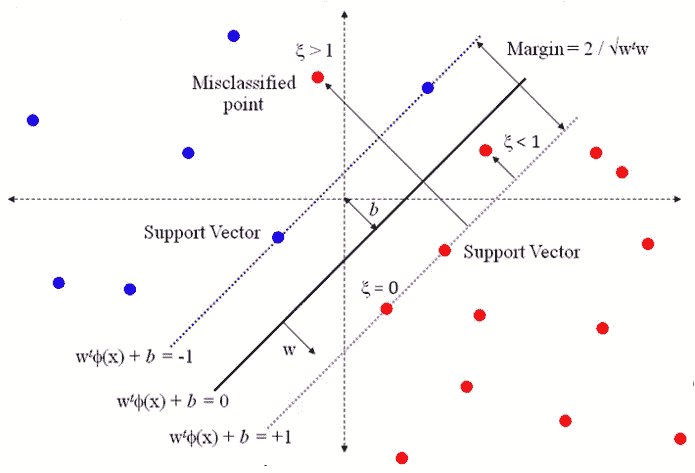 ξ > 1
Margin = 2 / √wᵗw
Misclassified
point
ξ < 1
b
Support Vector
Support Vector
ξ = 0
w
wᵗϕ(x) + b = -1
wᵗϕ(x) + b = 0
wᵗϕ(x) + b = +1